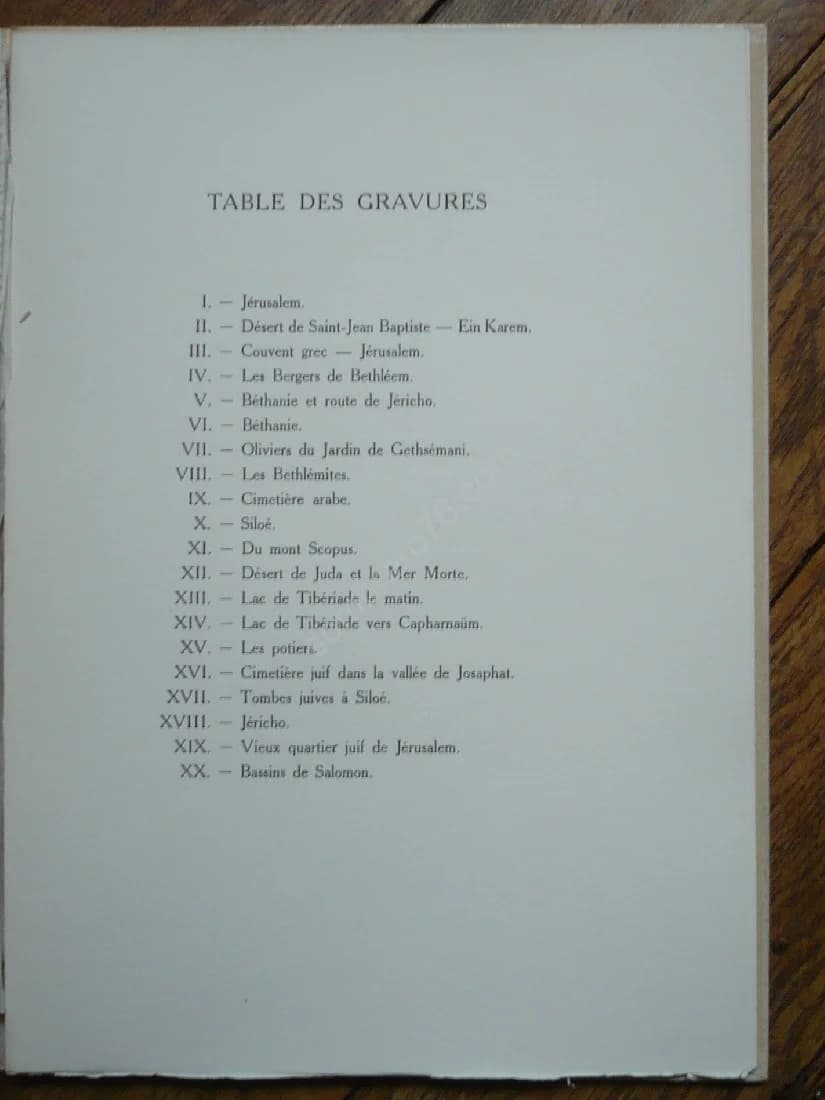 TABLE DES GRAVURES
I. — Jérusalem.
II. — Désert de Saint-Jean Baptiste — Ein Karem.
III. — Couvent grec — Jérusalem.
IV. — Les Bergers de Bethléem.
V. — Béthanie et route de Jéricho.
VI. — Béthanie.
VII. — Oliviers du Jardin de Gethsémani.
VIII. — Les Bethlémites.
IX. — Cimetière arabe.
X. — Siloé.
XI. — Du mont Scopus.
XII. — Désert de Juda et la Mer Morte.
XIII. — Lac de Tibériade le matin.
XIV. — Lac de Tibériade vers Capharnaüm.
XV. — Les potiers.
XVI. — Cimetière juif dans la vallée de Josaphat.
XVII. — Tombes juives à Siloé.
XVIII. — Jéricho.
XIX. — Vieux quartier juif de Jérusalem.
XX. — Bassins de Salomon.